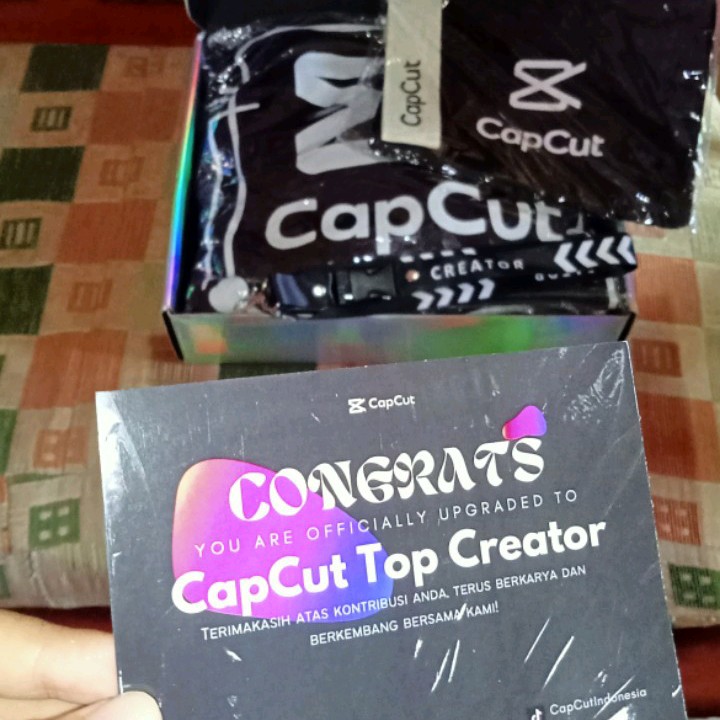 CapCut
CapCut
CapCut
CREATOR
CapCut
CONGRATS
YOU ARE OFFICIALLY UPGRADED TO
CapCut Top Creator
TERIMAKASIH ATAS KONTRIBUSI ANDA, TERUS BERKARYA DAN
BERKEMBANG BERSAMA KAMI!
CapCutIndonesia